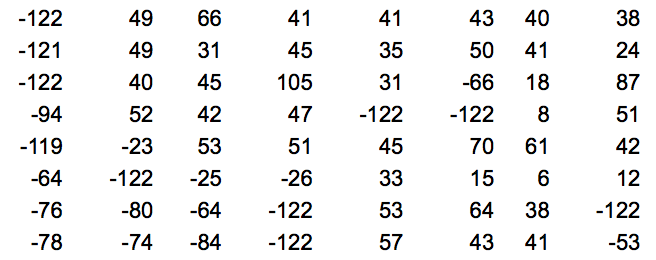 -122 49 66 41 41 43 40 38
-121 49 31 45 35 50 41 24
-122 40 45 105 31 -66 18 87
-94 52 42 47 -122 -122 8 51
-119 -23 53 51 45 70 61 42
-64 -122 -25 -26 33 15 6 12
-76 -80 -64 -122 53 64 38 -122
-78 -74 -84 -122 57 43 41 -53